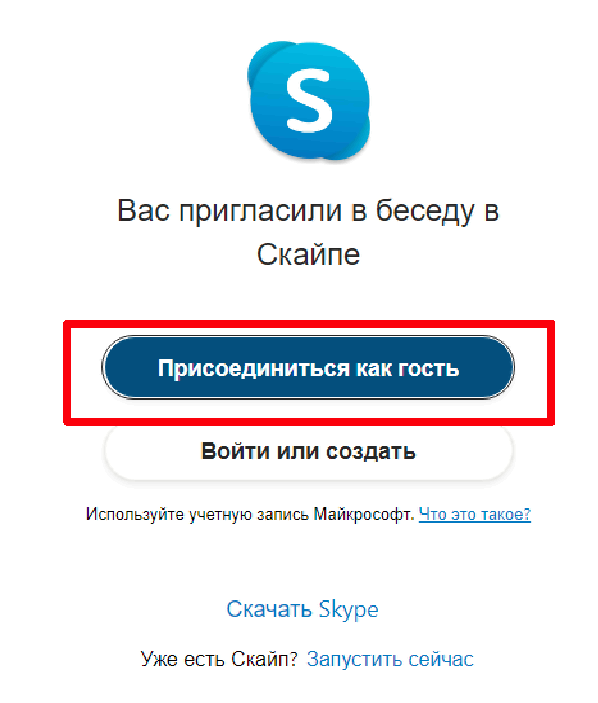 S
Вас пригласили в беседу в
Скайпе
Присоединиться как гость
Войти или создать
Используйте учетную запись Майкрософт. Что это такое?
Скачать Skype
Уже есть Скайп? Запустить сейчас